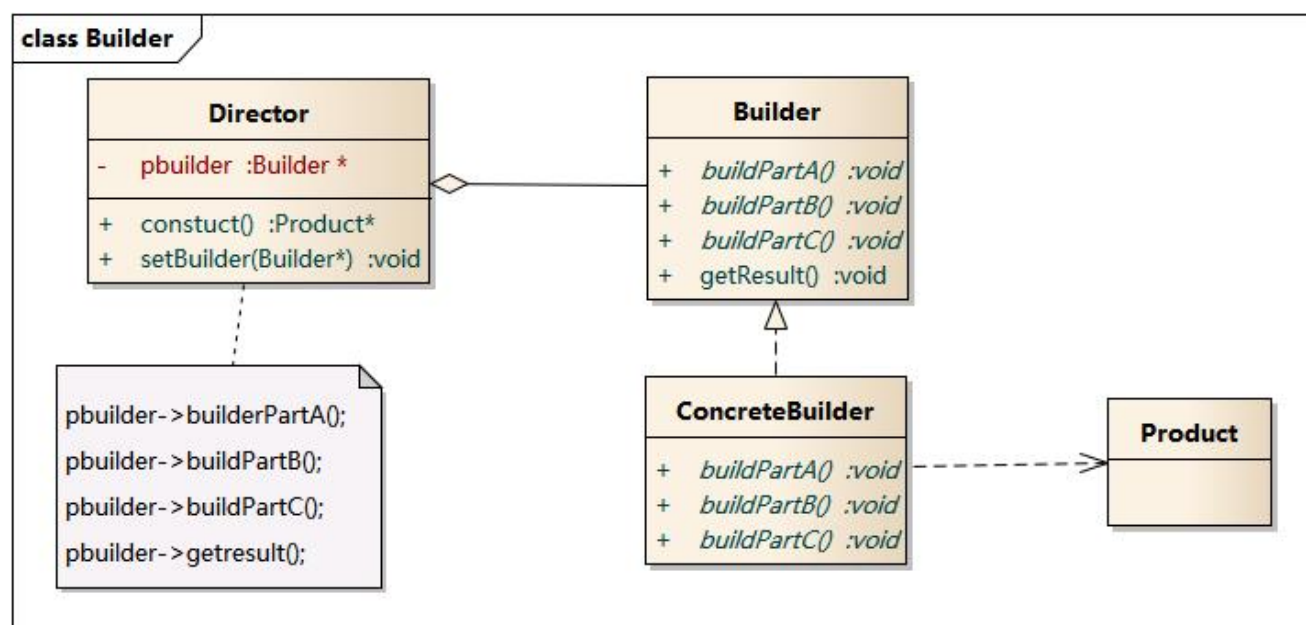 class Builder
Director
- pbuilder :Builder *
+ constuct() :Product*
+ setBuilder(Builder*) :void
Builder
+ buildPartA() :void
+ buildPartB() :void
+ buildPartC() :void
+ getResult() :void
pbuilder->builderPartA();
pbuilder->buildPartB();
pbuilder->buildPartC();
pbuilder->getresult();
ConcreteBuilder
+ buildPartA() :void
+ buildPartB() :void
+ buildPartC() :void
Product